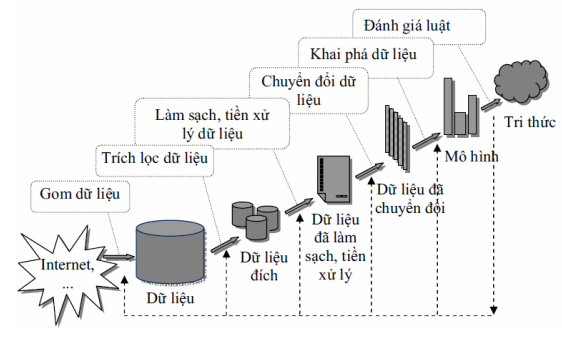 Đánh giá luật
Khai phá dữ liệu
Chuyển đổi dữ
liệu
Làm sạch, tiền xử
lý dữ liệu
Trích lọc dữ liệu
Gom dữ liệu
Internet,
...
Dữ liệu
Dữ liệu
đích
Dữ liệu
đã làm
sạch, tiền
xử lý
Dữ liệu đã
chuyển đổi
Mô hình
Tri thức